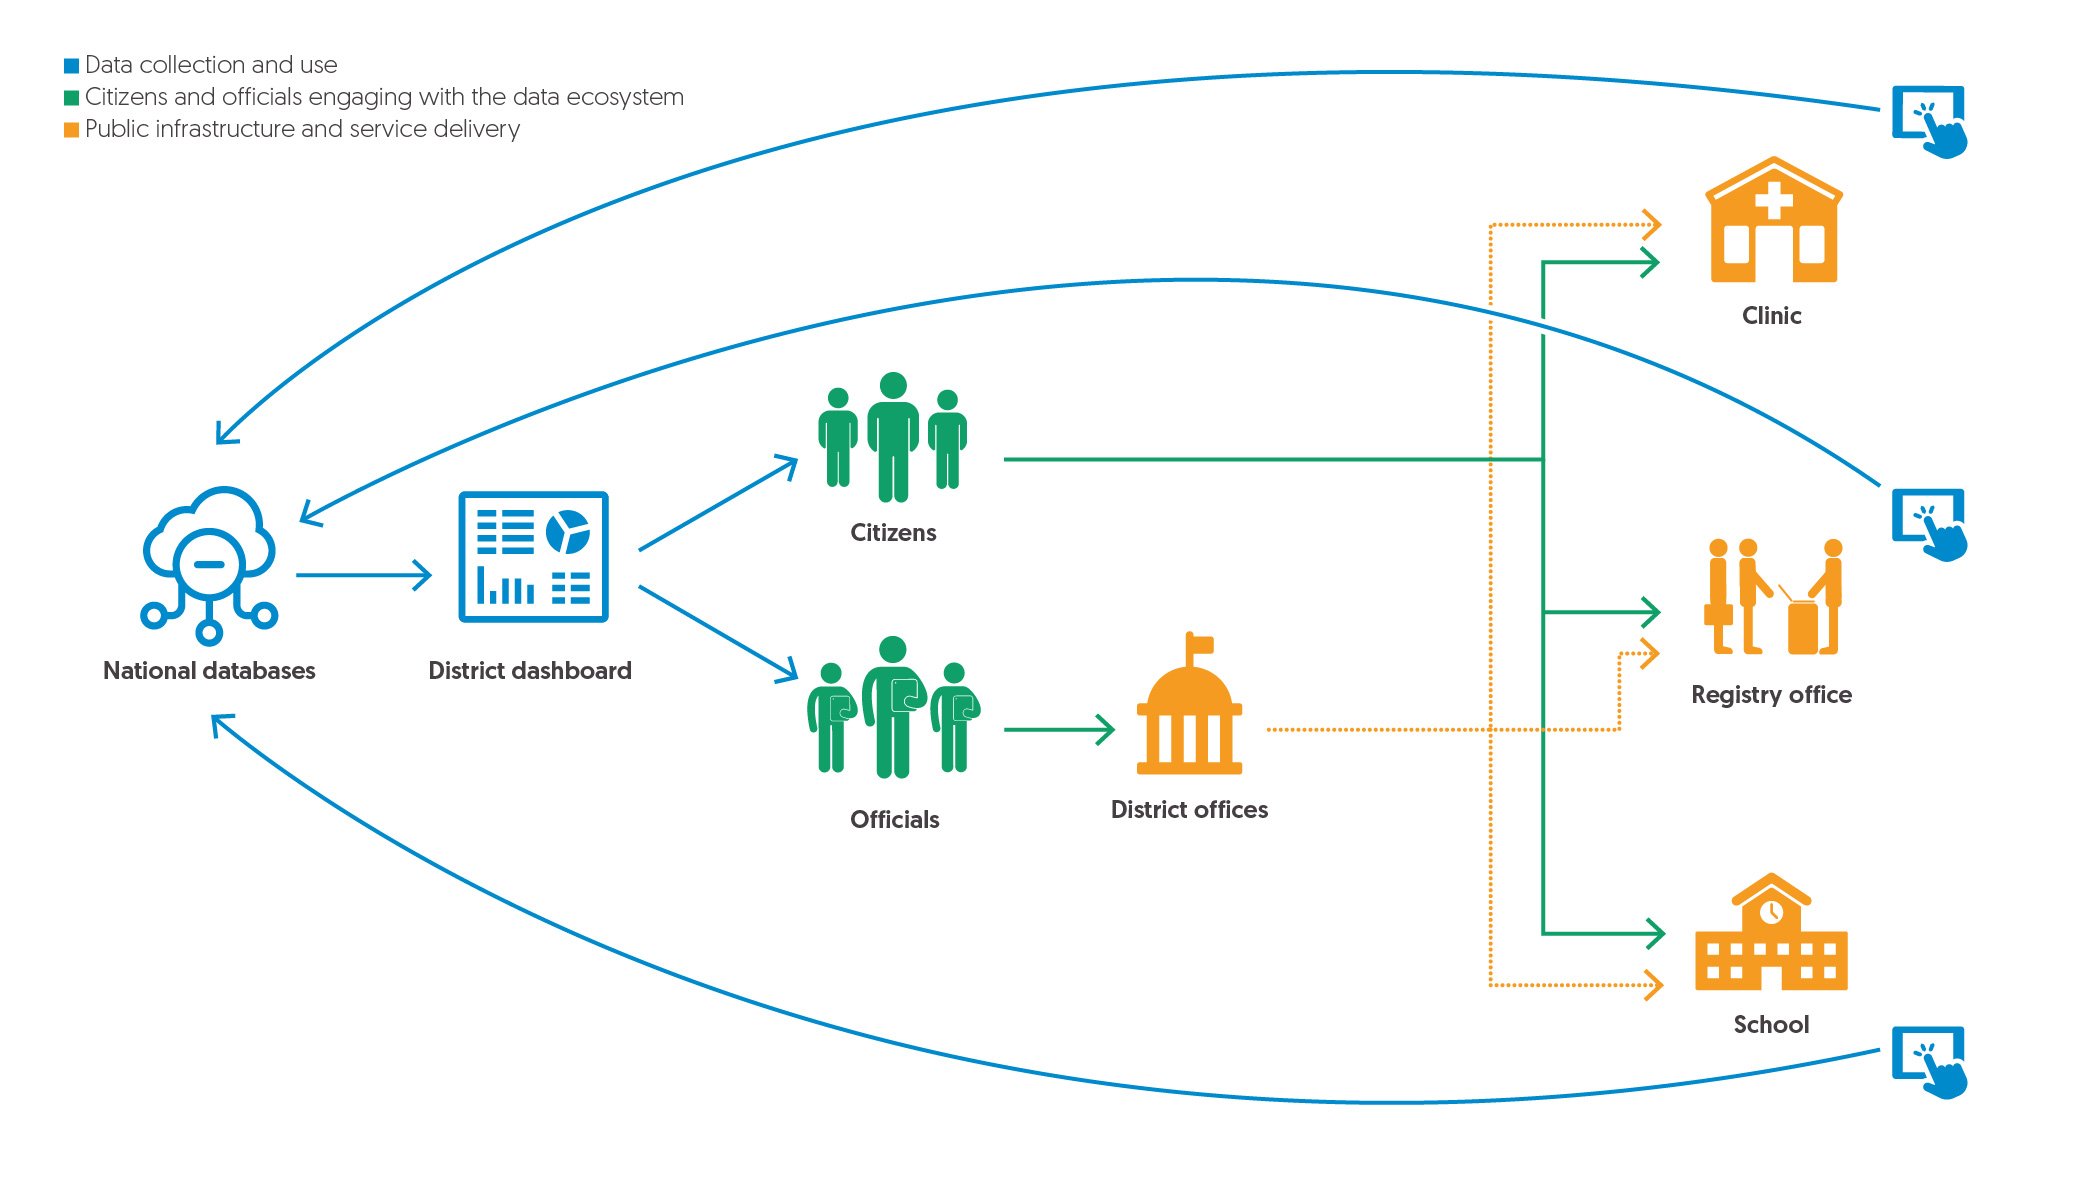 Data collection and use
Citizens and officials engaging with the data ecosystem
Public infrastructure and service delivery
Clinic
Citizens
National databases
District dashboard
Registry office
Officials
District offices
School